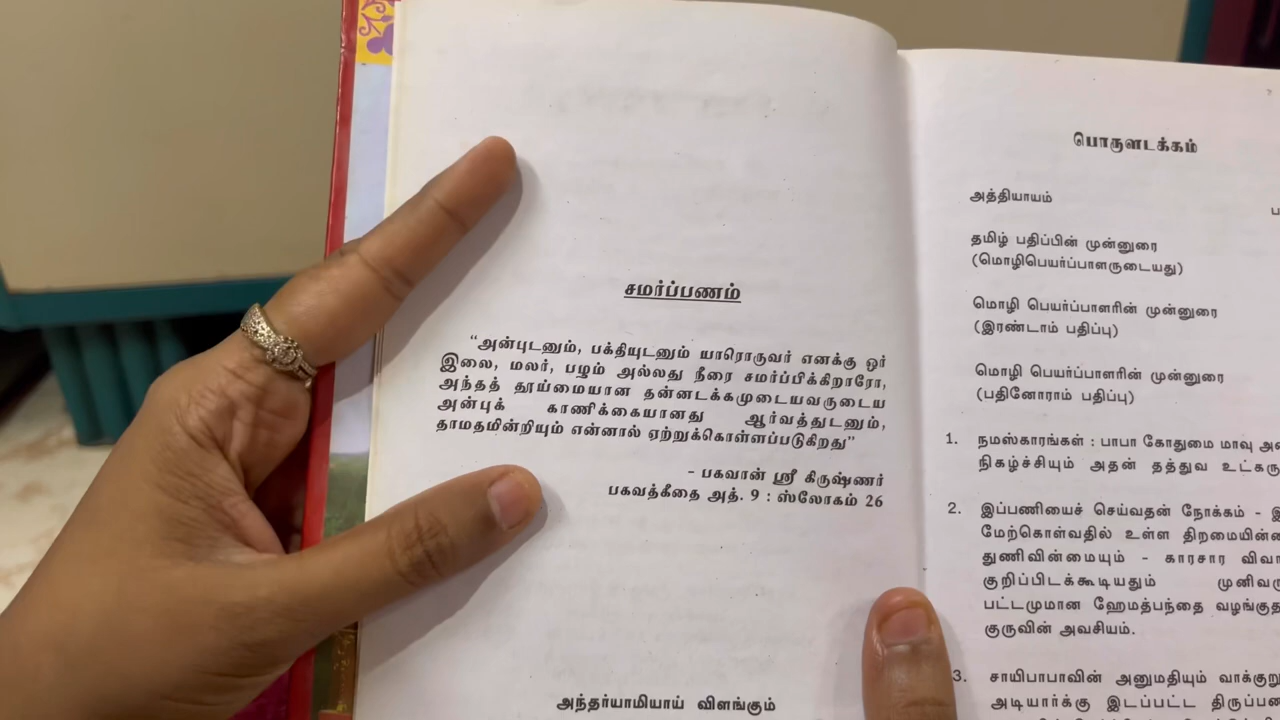 சமர்ப்பணம்
“அன்புடனும், பக்தியுடனும் யாரொருவர் எனக்கு ஓர்
இலை, மலர், பழம் அல்லது நீரை சமர்ப்பிக்கிறாரோ,
அந்தத் தூய்மையான தன்னடக்கமுடையவருடைய
அன்புக் காணிக்கையானது ஆர்வத்துடனும்,
தாமதமின்றியும் என்னால் ஏற்றுக்கொள்ளப்படுகிறது”
- பகவான் ஸ்ரீ கிருஷ்ணர்
பகவத்கீதை அத். 9 : ஸ்லோகம் 26
அந்தர்யாமியாய் விளங்கும்
பொருளடக்கம்
அத்தியாயம்
தமிழ் பதிப்பின் முன்னுரை
(மொழிபெயர்ப்பாளருடையது)
மொழி பெயர்ப்பாளரின் முன்னுரை
(இரண்டாம் பதிப்பு)
மொழி பெயர்ப்பாளரின் முன்னுரை
(பதினோராம் பதிப்பு)
1. நமஸ்காரங்கள் : பாபா கோதுமை மாவு
நிகழ்ச்சியும் அதன் தத்துவ
2. இப்பணியைச் செய்வதன் நோக்கம் -
மேற்கொள்வதில் உள்ள
துணிவின்மையும் - காரசார
குறிப்பிடக்கூடியதும்
பட்டமுமான ஹேமத்பந்தை
குருவின் அவசியம்.
3. சாயிபாபாவின் அனுமதியும்
அடியார்க்கு இடப்பட்ட